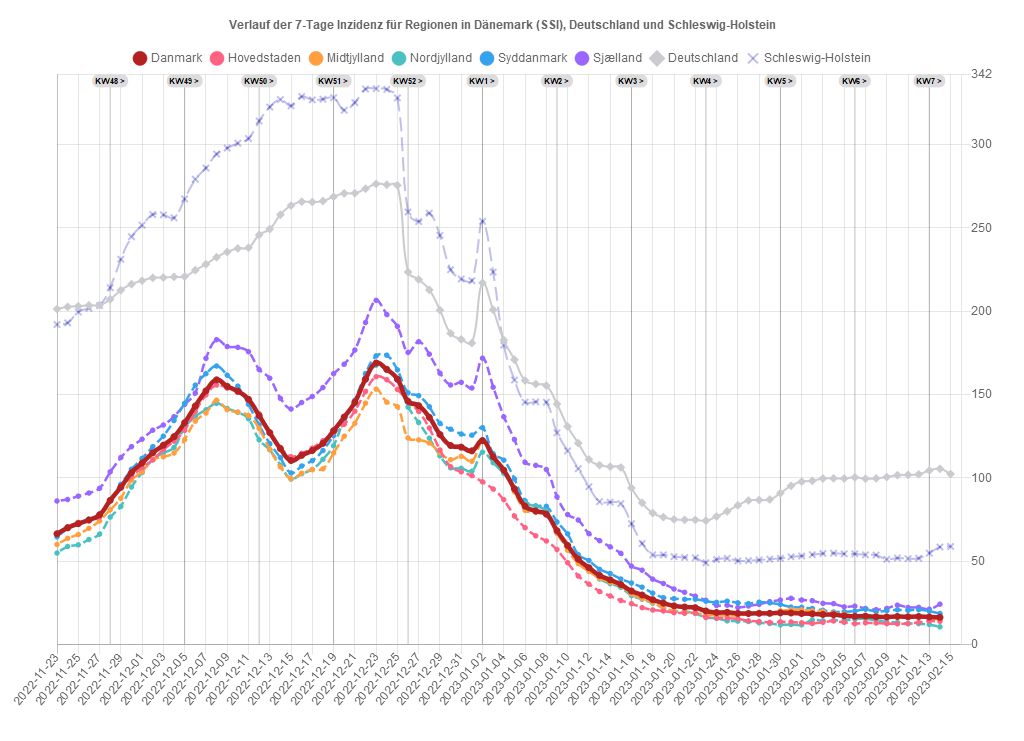 Verlauf der 7-Tage Inzidenz für Regionen in Dänemark (SSI), Deutschland und Schleswig-Holstein
Danmark Hovedstaden Midtjylland Nordjylland Syddanmark Sjælland Deutschland Schleswig-Holstein
KW48 > KW49 > KW50 > KW51 > KW52 > KW1 > KW2 > KW3 > KW4 > KW5 > KW6 > KW7 >
342
300
250
200
150
100
50
0
2022-11-23 2022-11-25 2022-11-27 2022-11-29 2022-12-01 2022-12-03 2022-12-05 2022-12-07 2022-12-09 2022-12-11 2022-12-13 2022-12-15 2022-12-17 2022-12-19 2022-12-21 2022-12-23 2022-12-25 2022-12-27 2022-12-29 2022-12-31 2023-01-02 2023-01-04 2023-01-06 2023-01-08 2023-01-10 2023-01-12 2023-01-14 2023-01-16 2023-01-18 2023-01-20 2023-01-22 2023-01-24 2023-01-26 2023-01-28 2023-01-30 2023-02-01 2023-02-03 2023-02-05 2023-02-07 2023-02-09 2023-02-11 2023-02-13 2023-02-15